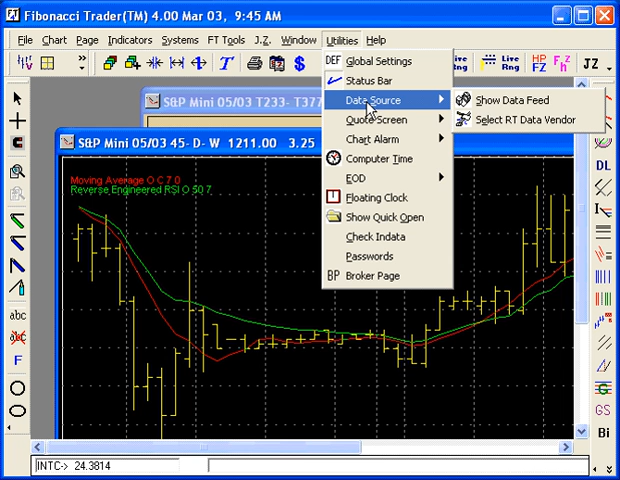 Fibonacci Trader(TM) 4.00 Mar 03, 9:45 AM
File Chart Page Indicators Systems FT Tools J.Z. Window Utilities Help
T $ Live Rng HP FZ F,h z JZ
S&P Mini 05/03 T233- T377
S&P Mini 05/03 45- D- W 1211.00 3.25
Moving Average O C 7 0
Reverse Engineered RSI O 50 7
DEF Global Settings
Status Bar
Data Source
Quote Screen
Chart Alarm
Computer Time
EOD
Floating Clock
Show Quick Open
Check Indata
Passwords
BP Broker Page
Show Data Feed
Select RT Data Vendor
abc
abc
F
DL
GS
Bi
INTC-> 24.3814